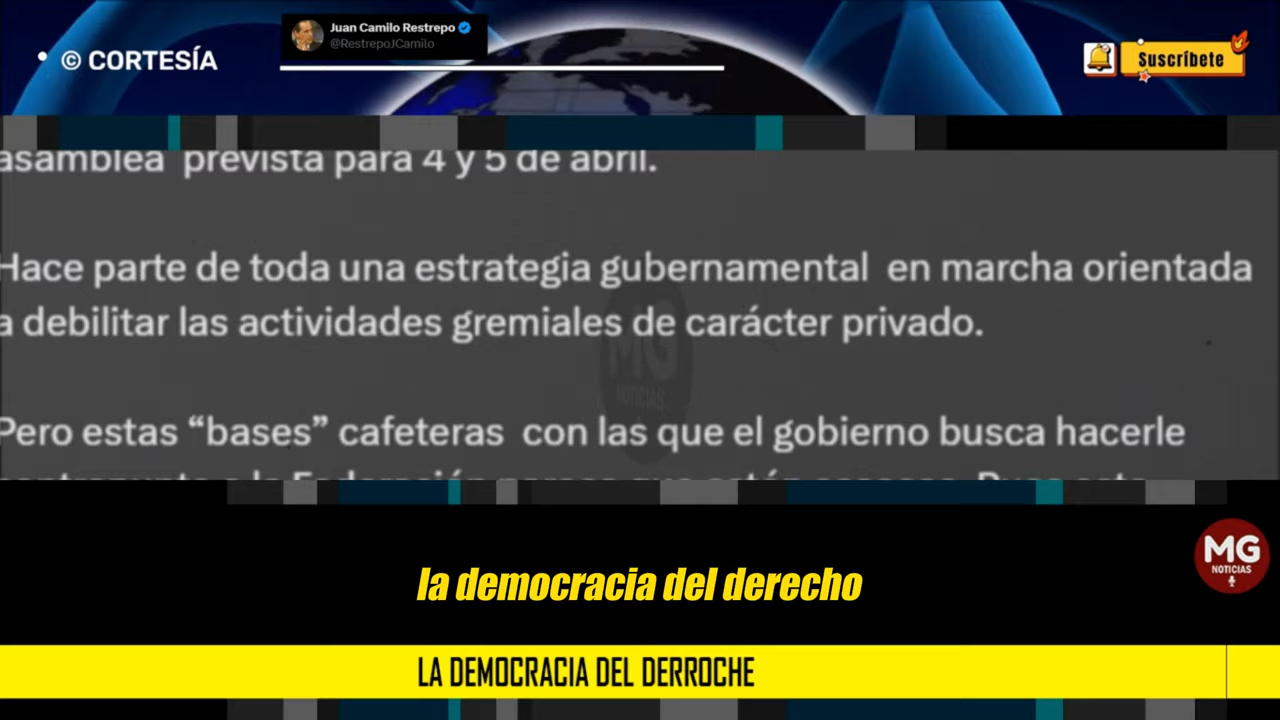 Juan Camilo Restrepo
@RestrepoJCamilo
© CORTESÍA
Suscríbete
asamblea prevista para 4 y 5 de abril.
Hace parte de toda una estrategia gubernamental en marcha orientada
a debilitar las actividades gremiales de carácter privado.
MG
NOTICIAS
Pero estas “bases” cafeteras con las que el gobierno busca hacerle
la democracia del derecho
MG
NOTICIAS
LA DEMOCRACIA DEL DERROCHE